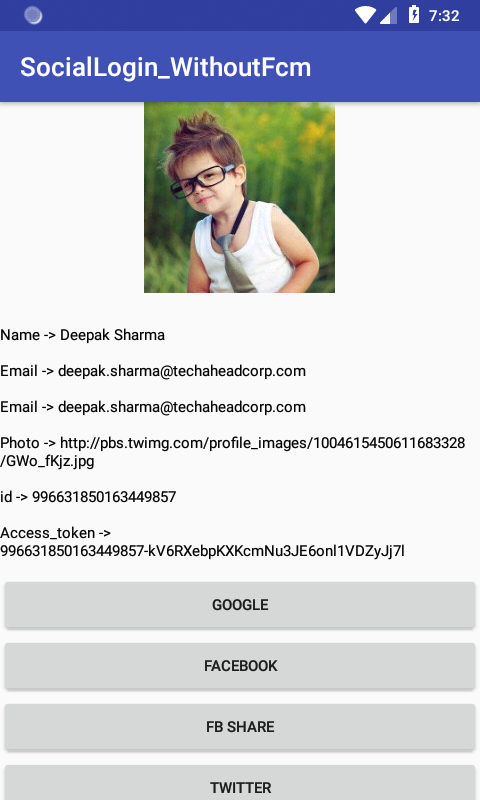 7:32
SocialLogin_WithoutFcm
Name -> Deepak Sharma
Email -> deepak.sharma@techaheadcorp.com
Email -> deepak.sharma@techaheadcorp.com
Photo -> http://pbs.twimg.com/profile_images/1004615450611683328
/GWo_fKjz.jpg
id -> 996631850163449857
Access_token ->
996631850163449857-kV6RXebpKXKcmNu3JE6onl1VDZyJj7l
GOOGLE
FACEBOOK
FB SHARE
TWITTER